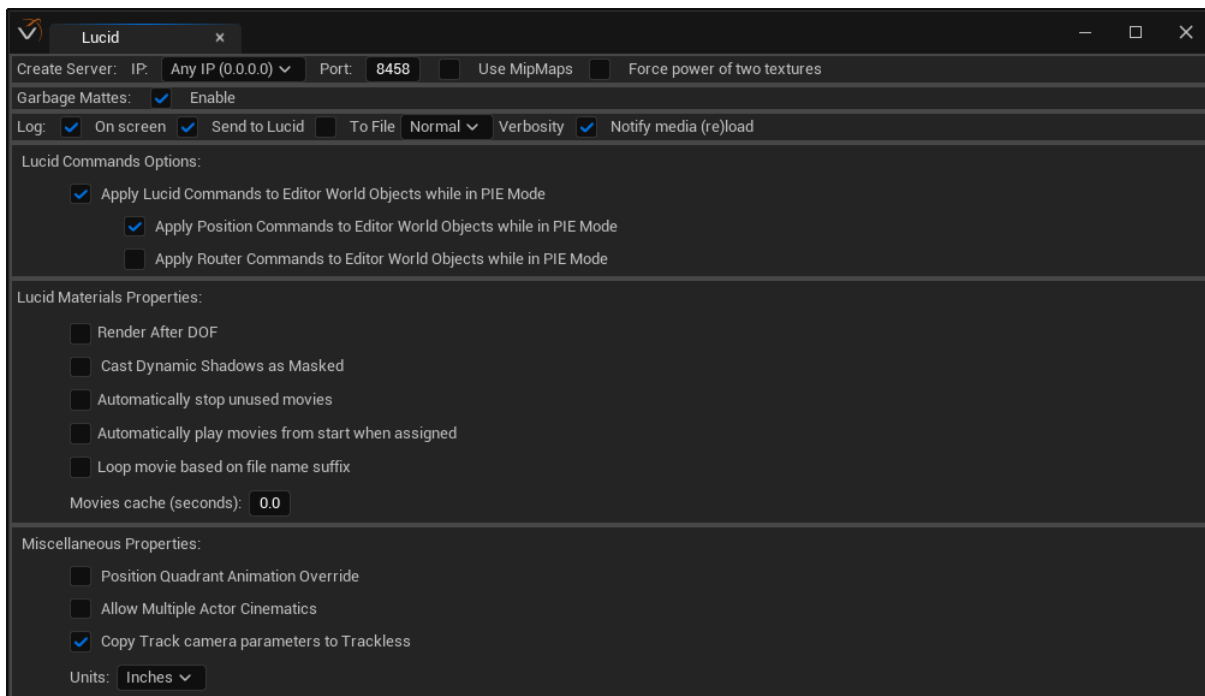 Lucid
Create Server: IP: Any IP (0.0.0.0) Port: 8458 Use MipMaps Force power of two textures
Garbage Mattes: Enable
Log: On screen Send to Lucid To File Normal Verbosity Notify media (re)load
Lucid Commands Options:
Apply Lucid Commands to Editor World Objects while in PIE Mode
Apply Position Commands to Editor World Objects while in PIE Mode
Apply Router Commands to Editor World Objects while in PIE Mode
Lucid Materials Properties:
Render After DOF
Cast Dynamic Shadows as Masked
Automatically stop unused movies
Automatically play movies from start when assigned
Loop movie based on file name suffix
Movies cache (seconds): 0.0
Miscellaneous Properties:
Position Quadrant Animation Override
Allow Multiple Actor Cinematics
Copy Track camera parameters to Trackless
Units: Inches